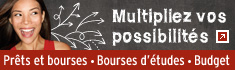 Multipliez vos
possibilités
Prêts et bourses • Bourses d'études • Budget